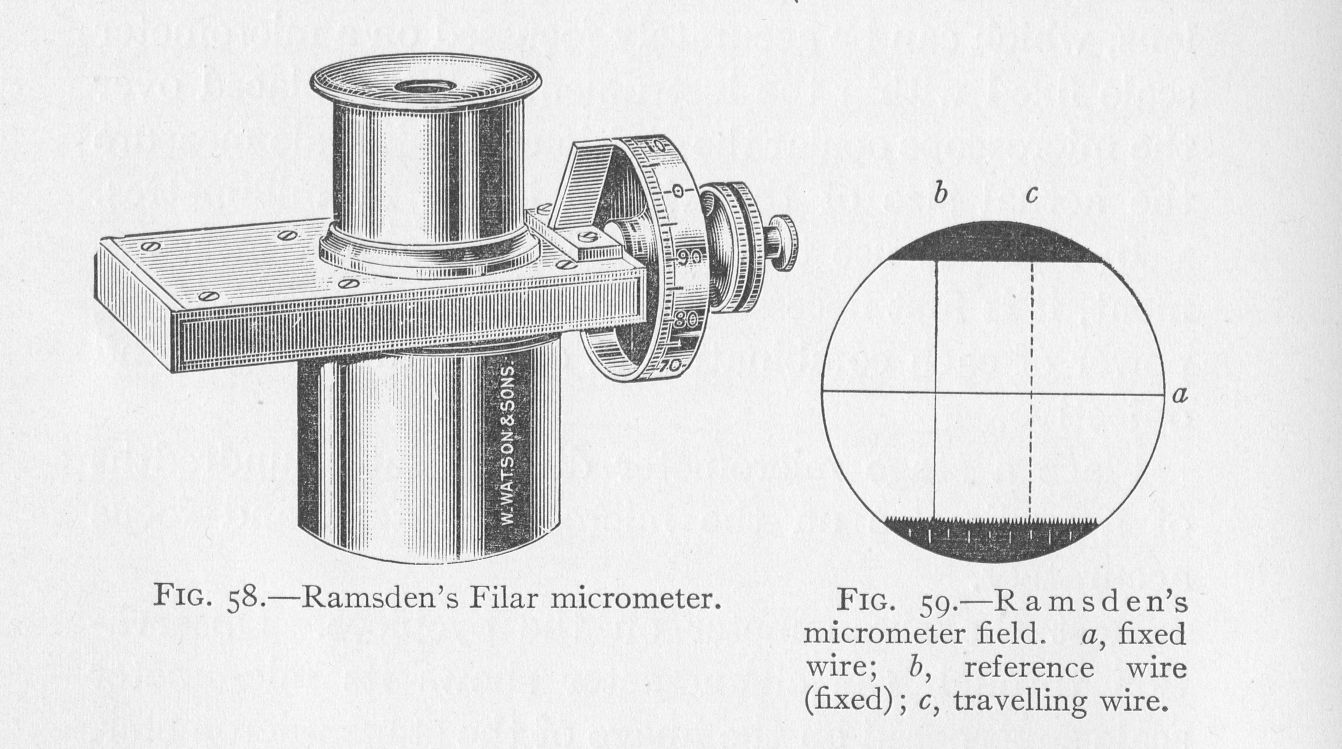 10
0
90
80
70
W. WATSON & SONS.
b c
a
FIG. 58.—Ramsden's Filar micrometer.
FIG. 59.—Ramsden's
micrometer field. a, fixed
wire; b, reference wire
(fixed); c, travelling wire.